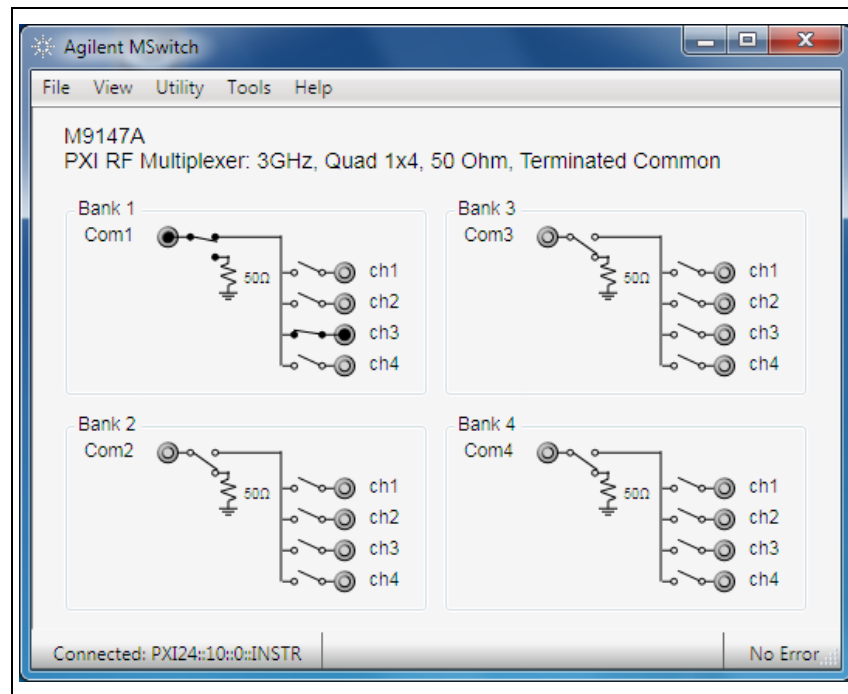 Agilent MSwitch
File View Utility Tools Help
M9147A
PXI RF Multiplexer: 3GHz, Quad 1x4, 50 Ohm, Terminated Common
Bank 1
Com1
50Ω
ch1
ch2
ch3
ch4
Bank 3
Com3
50Ω
ch1
ch2
ch3
ch4
Bank 2
Com2
50Ω
ch1
ch2
ch3
ch4
Bank 4
Com4
50Ω
ch1
ch2
ch3
ch4
Connected: PXI24::10::0::INSTR
No Error